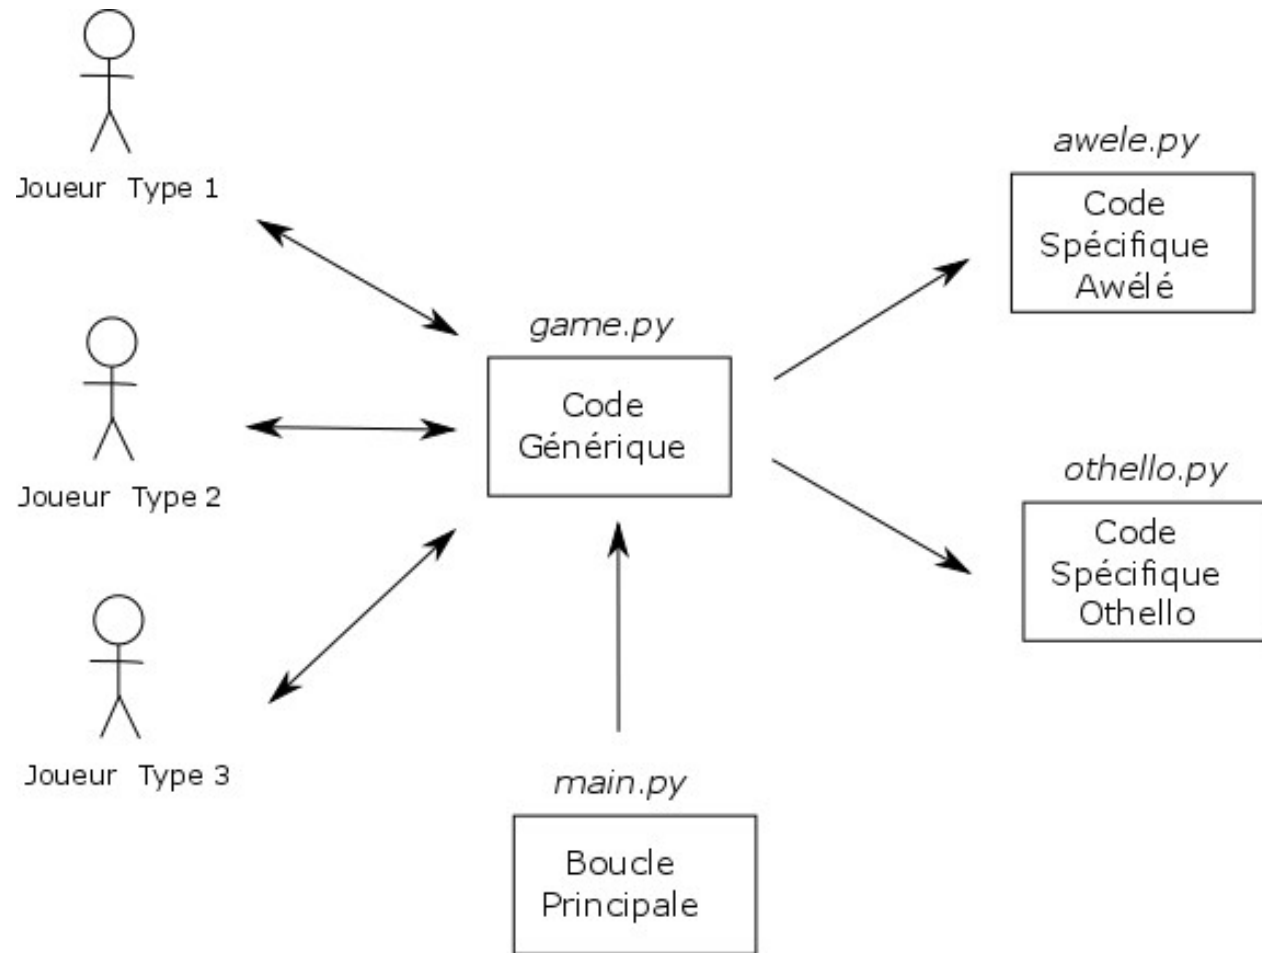 Joueur Type 1
Joueur Type 2
Joueur Type 3
game.py
Code
Générique
main.py
Boucle
Principale
awele.py
Code
Spécifique
Awélé
othello.py
Code
Spécifique
Othello